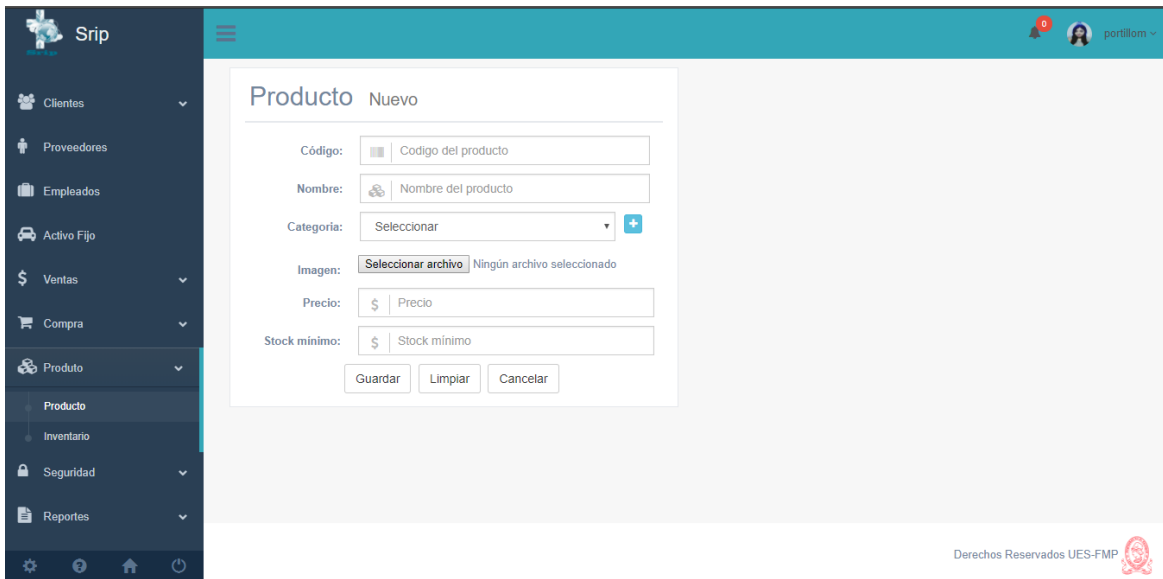 Srip
0
portillom
Clientes
Proveedores
Empleados
Activo Fijo
$ Ventas
Compra
Produto
Producto
Inventario
Seguridad
Reportes
Producto Nuevo
Código: Codigo del producto
Nombre: Nombre del producto
Categoria: Seleccionar +
Imagen: Seleccionar archivo Ningún archivo seleccionado
Precio: $ Precio
Stock minimo: $ Stock mínimo
Guardar Limpiar Cancelar
Derechos Reservados UES-FMP